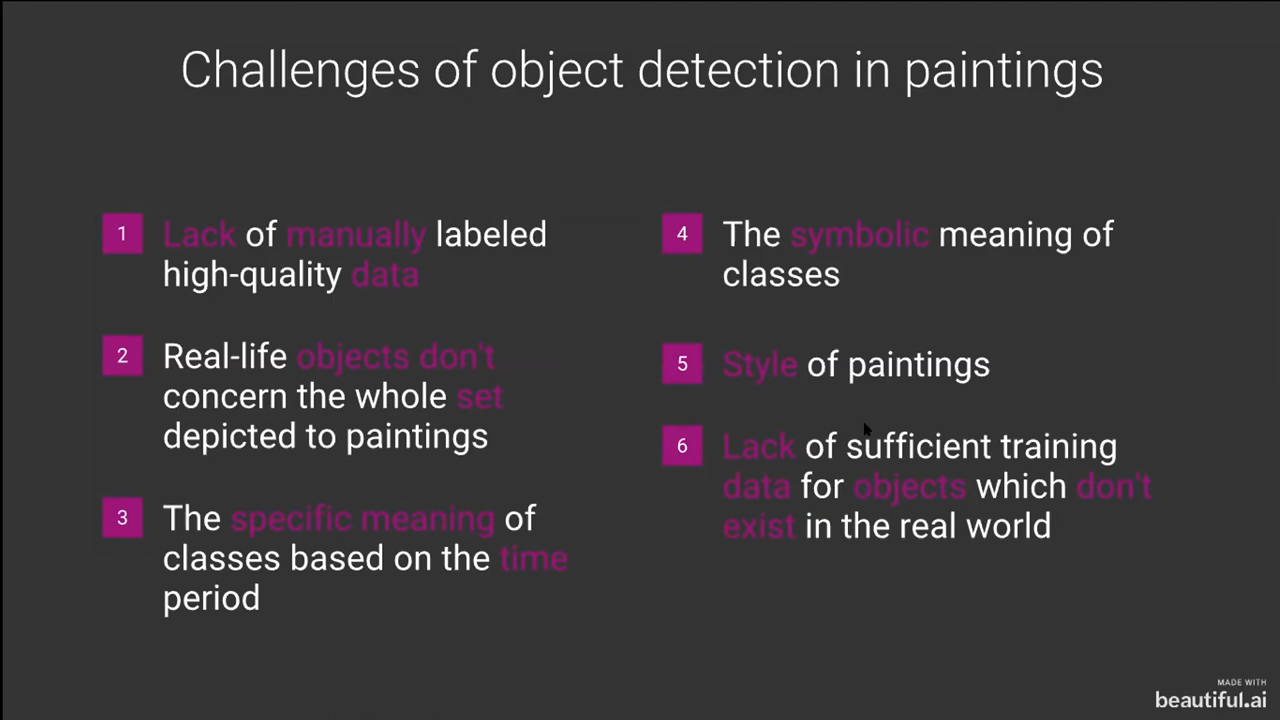 Challenges of object detection in paintings
1
Lack of manually labeled
high-quality data
2
Real-life objects don't
concern the whole set
depicted to paintings
3
The specific meaning of
classes based on the time
period
4
The symbolic meaning of
classes
5
Style of paintings
6
Lack of sufficient training
data for objects which don't
exist in the real world
MADE WITH
beautiful.ai